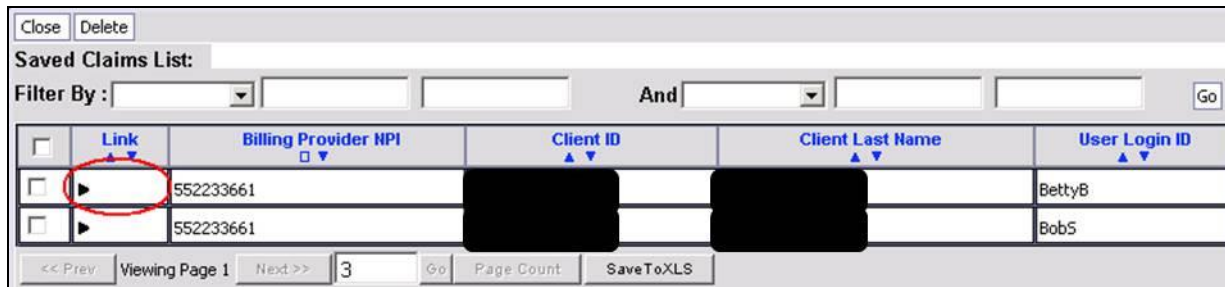 Close Delete
Saved Claims List:
Filter By : And Go
Link Billing Provider NPI Client ID Client Last Name User Login ID
552233661 BettyB
552233661 BobS
<< Prev Viewing Page 1 Next >> 3 Go Page Count SaveToXLS